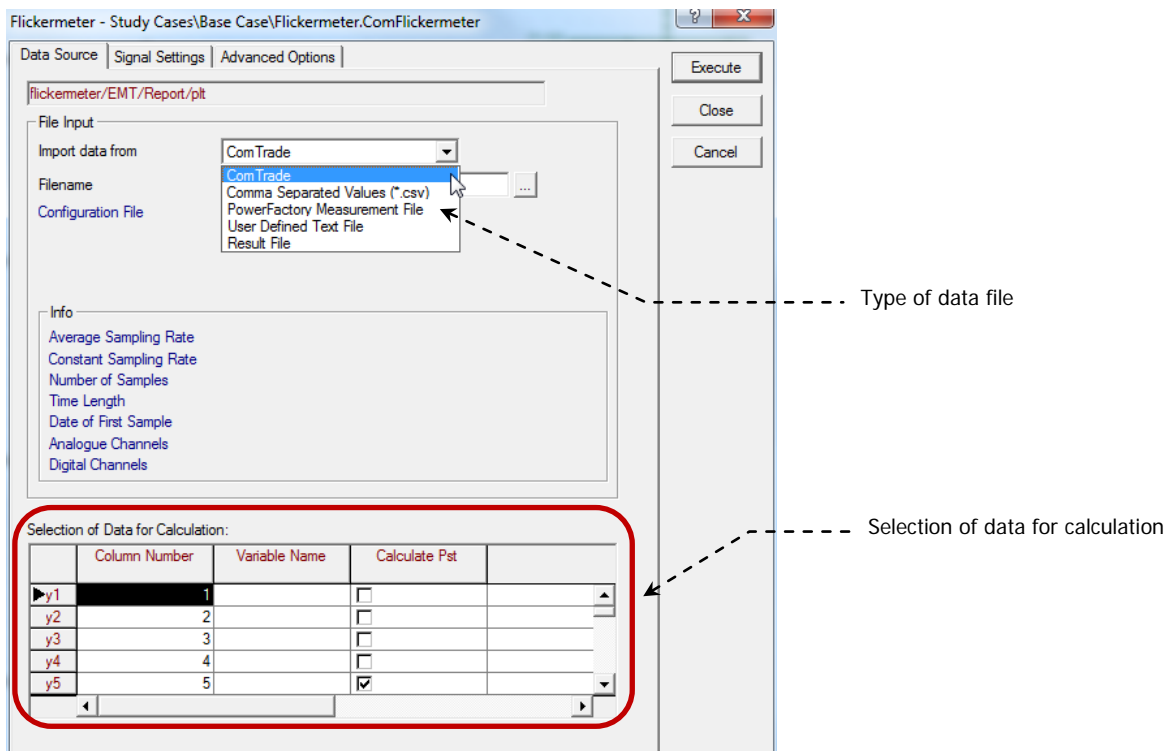 Flickermeter - Study Cases\Base Case\Flickermeter.ComFlickermeter
? X
Data Source Signal Settings Advanced Options
Execute
flickermeter/EMT/Report/plt
Close
File Input
Import data from ComTrade
Cancel
ComTrade
Filename
...
Comma Separated Values (*.csv)
Configuration File
PowerFactory Measurement File
User Defined Text File
Result File
Type of data file
Info
Average Sampling Rate
Constant Sampling Rate
Number of Samples
Time Length
Date of First Sample
Analogue Channels
Digital Channels
Selection of Data for Calculation:
Selection of data for calculation
Column Number Variable Name Calculate Pst
y1 1
y2 2
y3 3
y4 4
y5 5